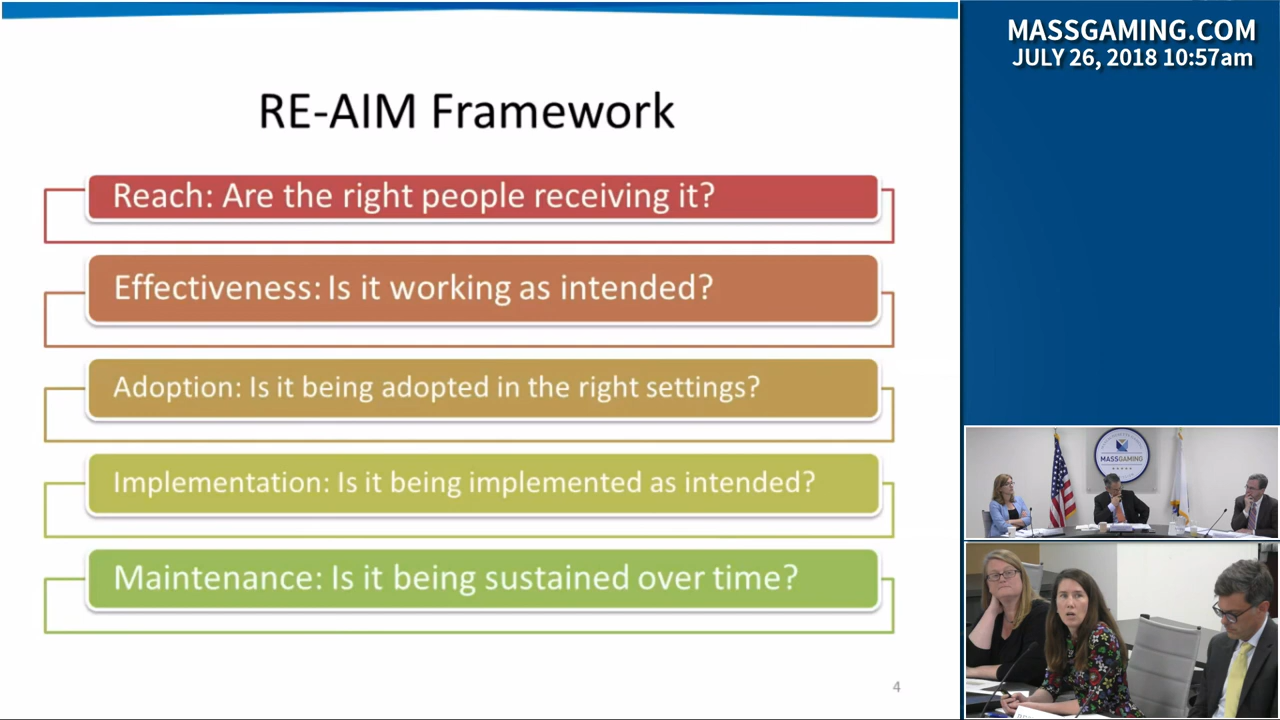 MASSGAMING.COM
JULY 26, 2018 10:57am
RE-AIM Framework
Reach: Are the right people receiving it?
Effectiveness: Is it working as intended?
Adoption: Is it being adopted in the right settings?
Implementation: Is it being implemented as intended?
Maintenance: Is it being sustained over time?
4
MASSGAMING